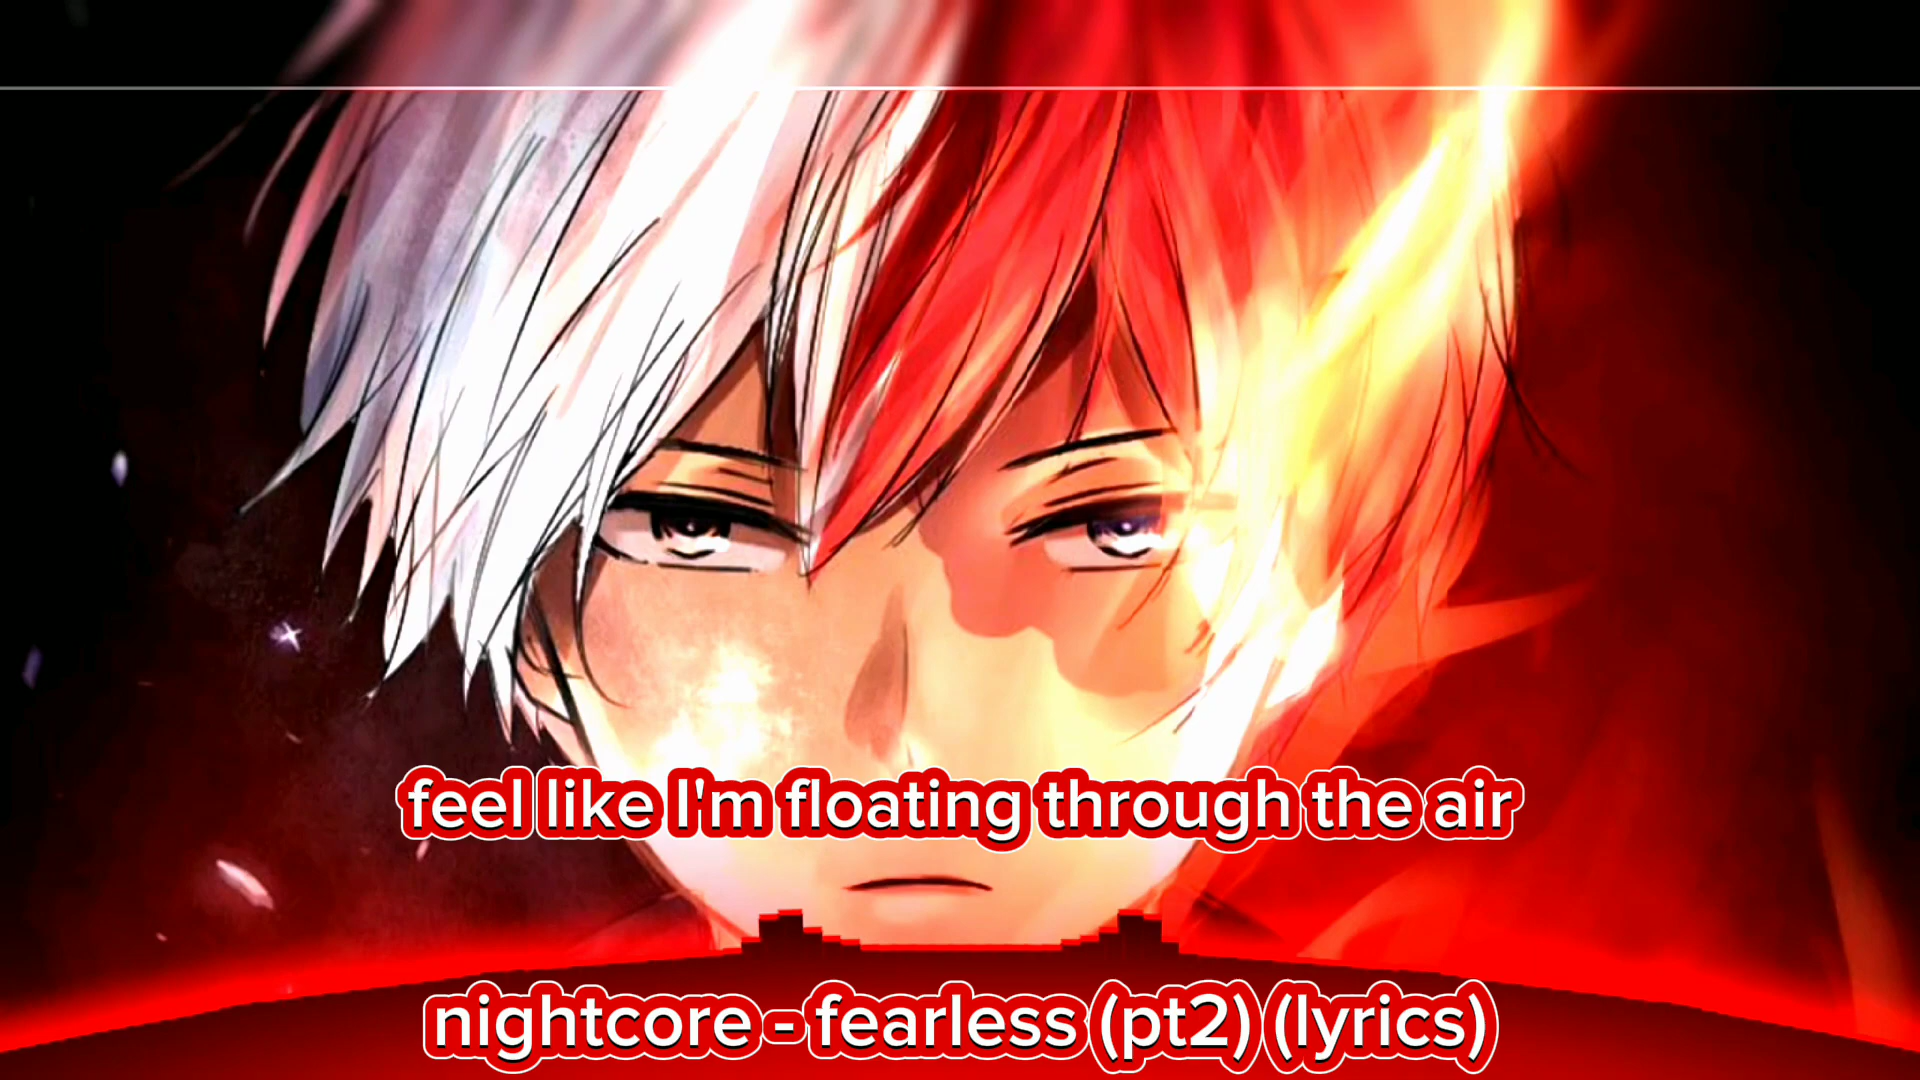 feel like I'm floating through the air
nightcore - fearless (pt2) (lyrics)